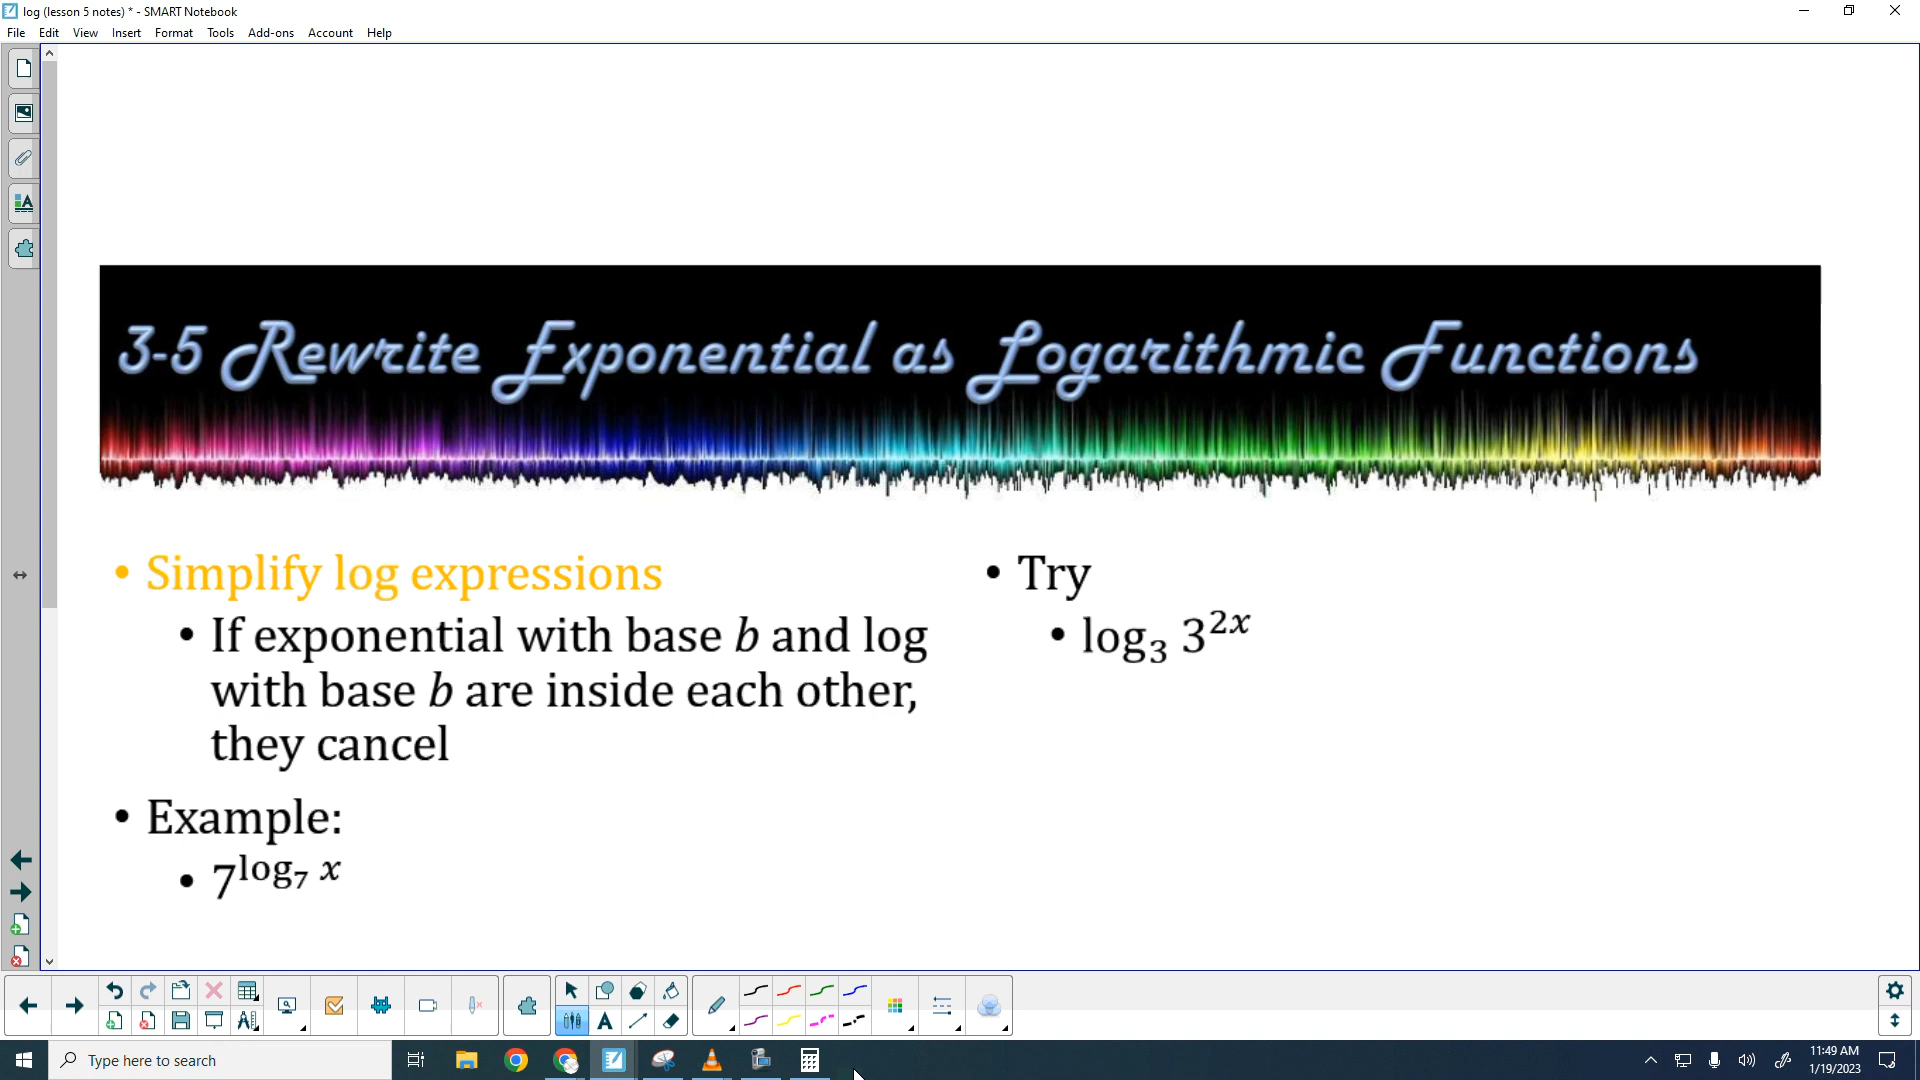 log (lesson 5 notes) * - SMART Notebook
File Edit View Insert Format Tools Add-ons Account Help
3-5 Rewrite Exponential as Logarithmic Functions
• Simplify log expressions
• If exponential with base b and log
with base b are inside each other,
they cancel
• Example:
• 7^{log₇ x}
• Try
• log₃ 3^{2x}
Type here to search
11:49 AM
1/19/2023